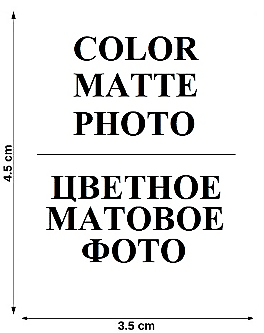 COLOR
MATTE
PHOTO
ЦВЕТНОЕ
МАТОВОЕ
ФОТО
4.5 cm
3.5 cm